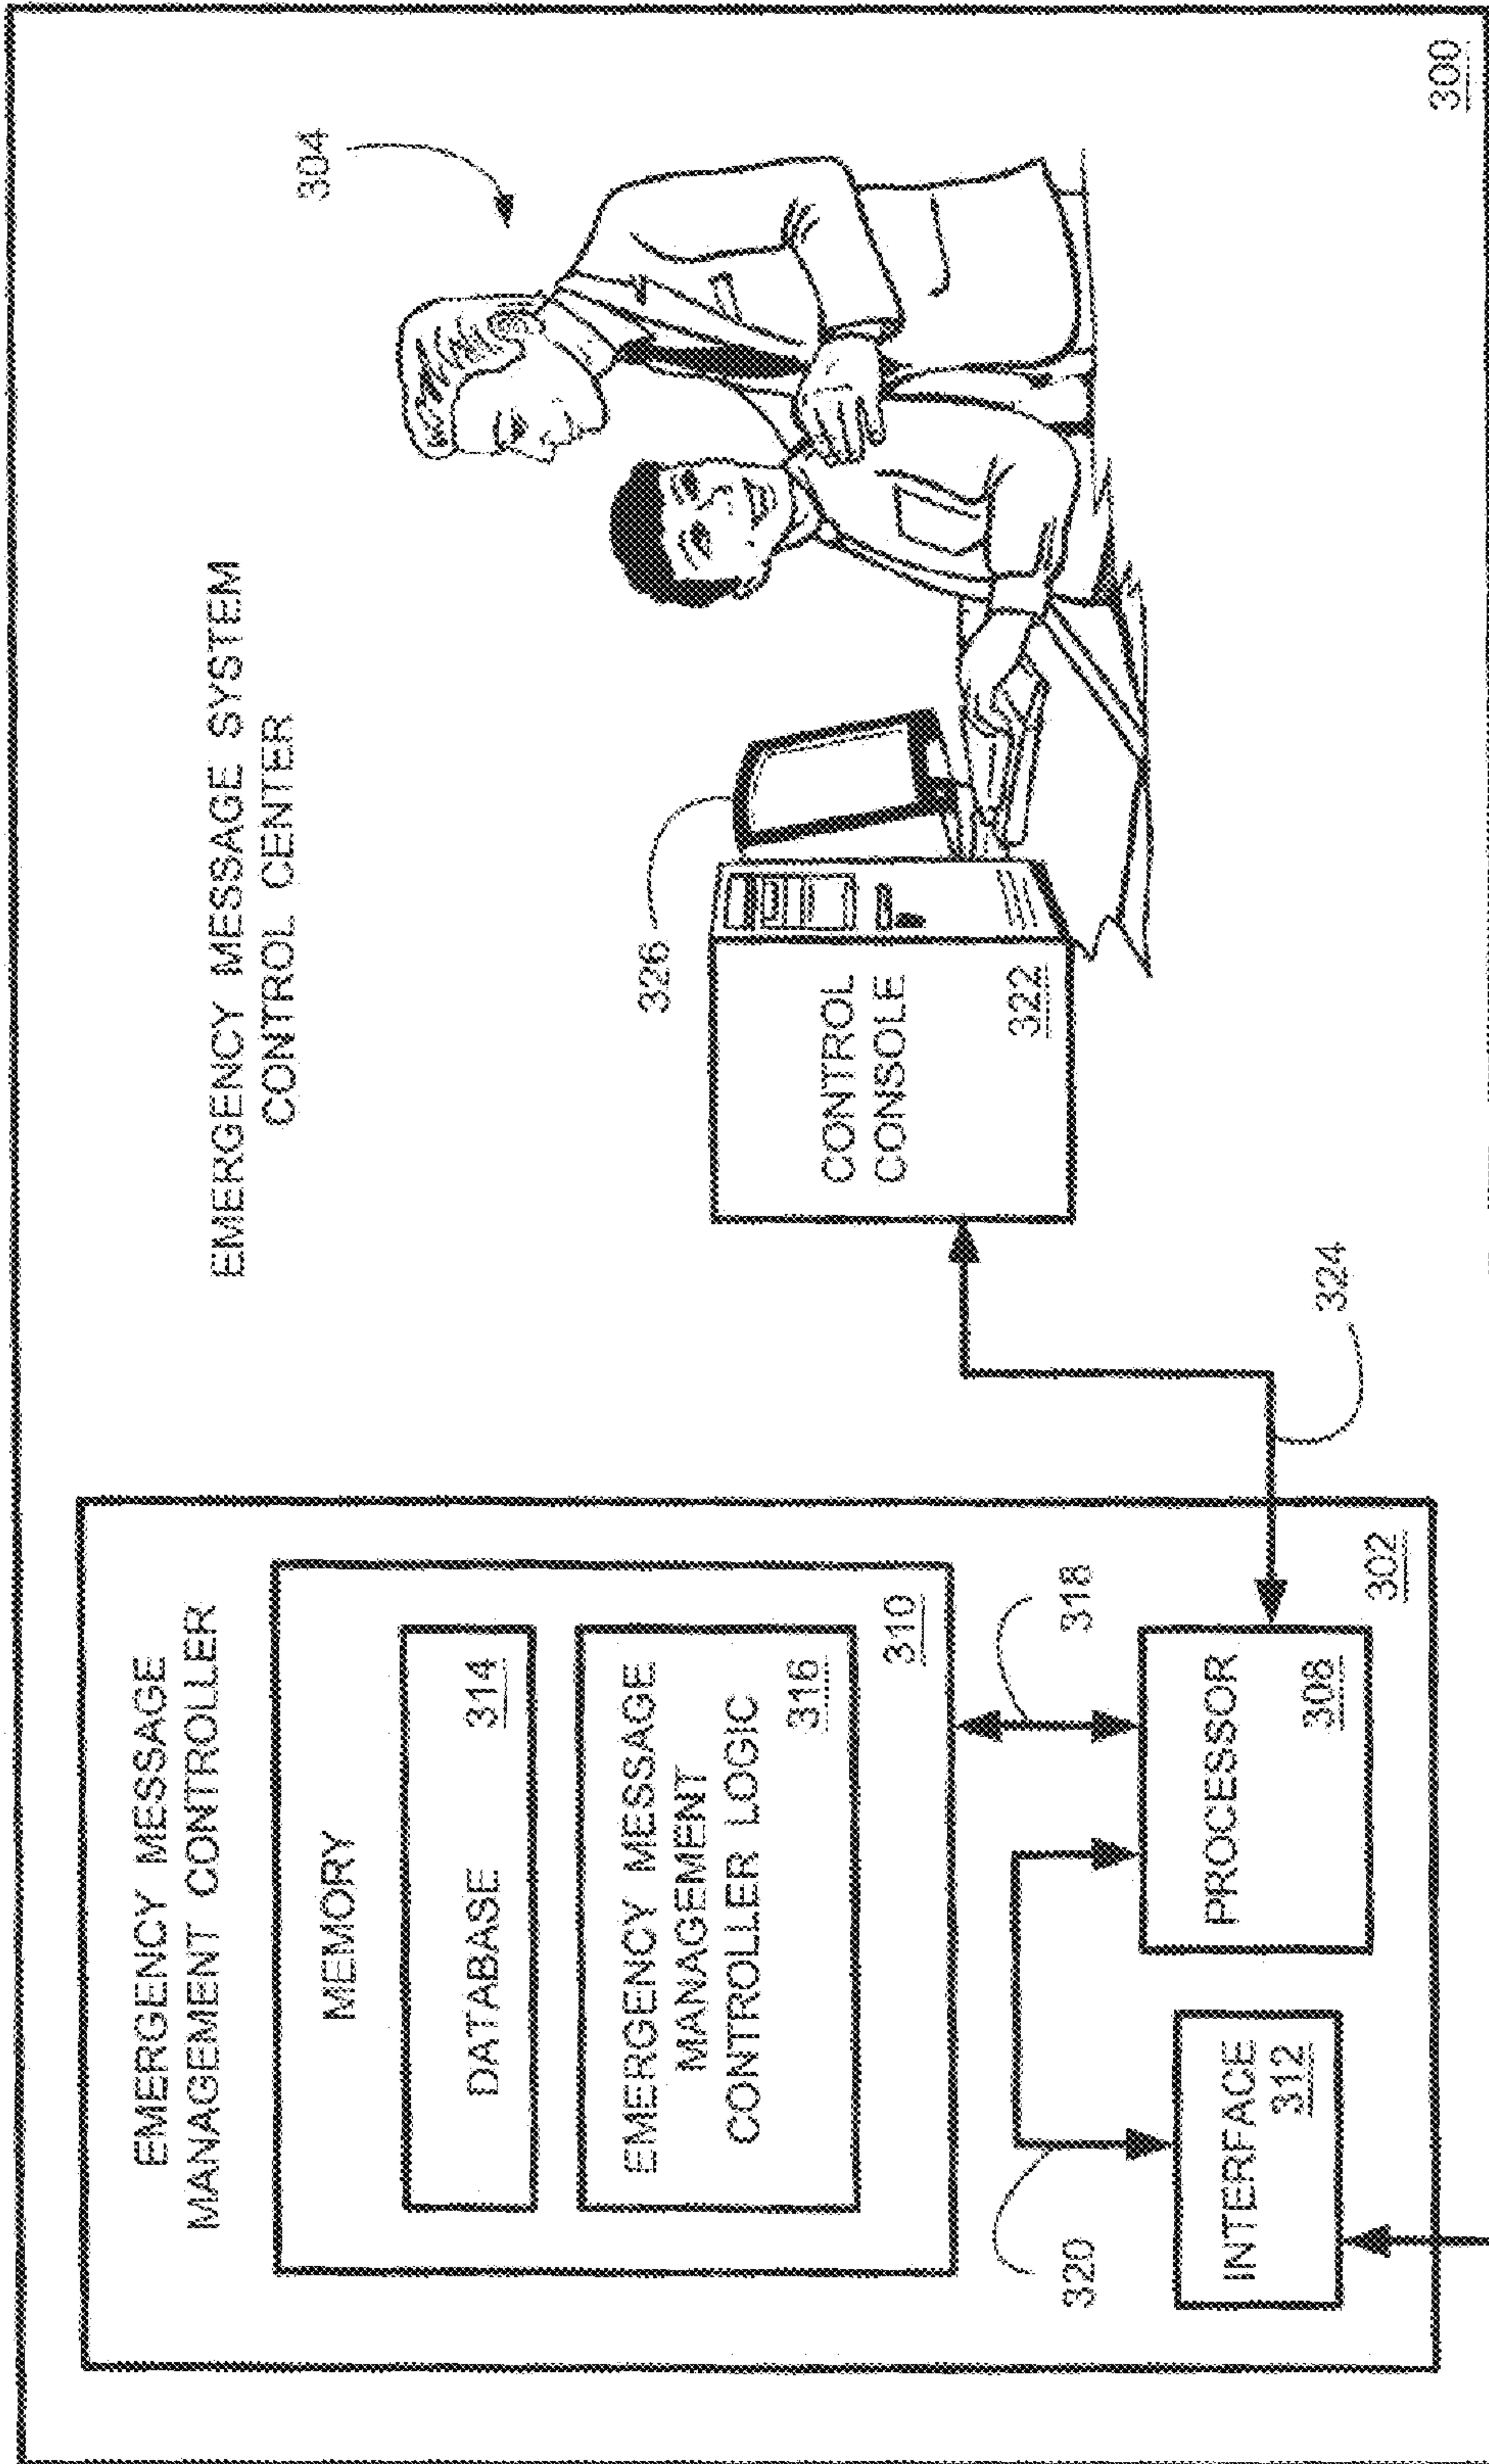 EMERGENCY MESSAGE
MANAGEMENT CONTROLLER
MEMORY
DATABASE
314
EMERGENCY MESSAGE
MANAGEMENT
CONTROLLER LOGIC
316
310
320
318
INTERFACE
312
PROCESSOR
308
302
324
EMERGENCY MESSAGE SYSTEM
CONTROL CENTER
304
326
CONTROL
CONSOLE
322
300